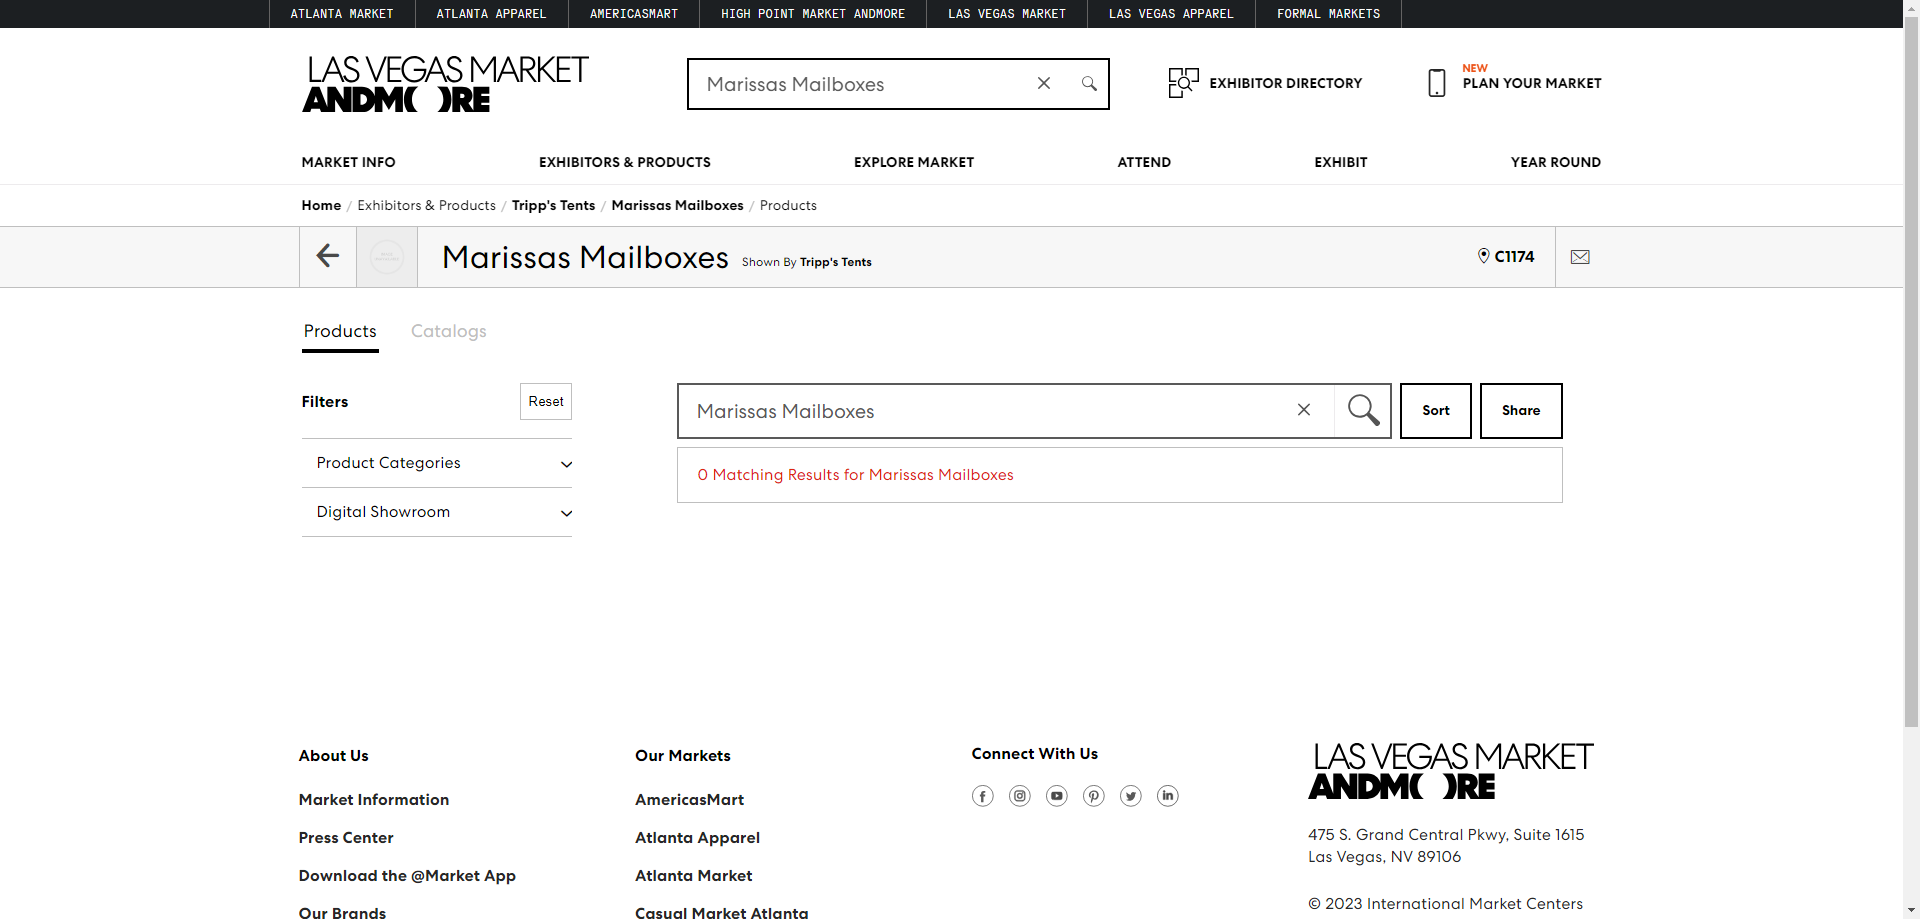 ATLANTA MARKET
ATLANTA APPAREL
AMERICASMART
HIGH POINT MARKET ANDMORE
LAS VEGAS MARKET
LAS VEGAS APPAREL
FORMAL MARKETS
LAS VEGAS MARKET
ANDMORE
Marissas Mailboxes
EXHIBITOR DIRECTORY
NEW
PLAN YOUR MARKET
MARKET INFO
EXHIBITORS & PRODUCTS
EXPLORE MARKET
ATTEND
EXHIBIT
YEAR ROUND
Home / Exhibitors & Products / Tripp's Tents / Marissas Mailboxes / Products
Marissas Mailboxes Shown By Tripp's Tents
C1174
Products
Catalogs
Filters
Reset
Product Categories
Digital Showroom
Marissas Mailboxes
Sort
Share
0 Matching Results for Marissas Mailboxes
About Us
Market Information
Press Center
Download the @Market App
Our Brands
Our Markets
AmericasMart
Atlanta Apparel
Atlanta Market
Casual Market Atlanta
Connect With Us
LAS VEGAS MARKET
ANDMORE
475 S. Grand Central Pkwy, Suite 1615
Las Vegas, NV 89106
© 2023 International Market Centers